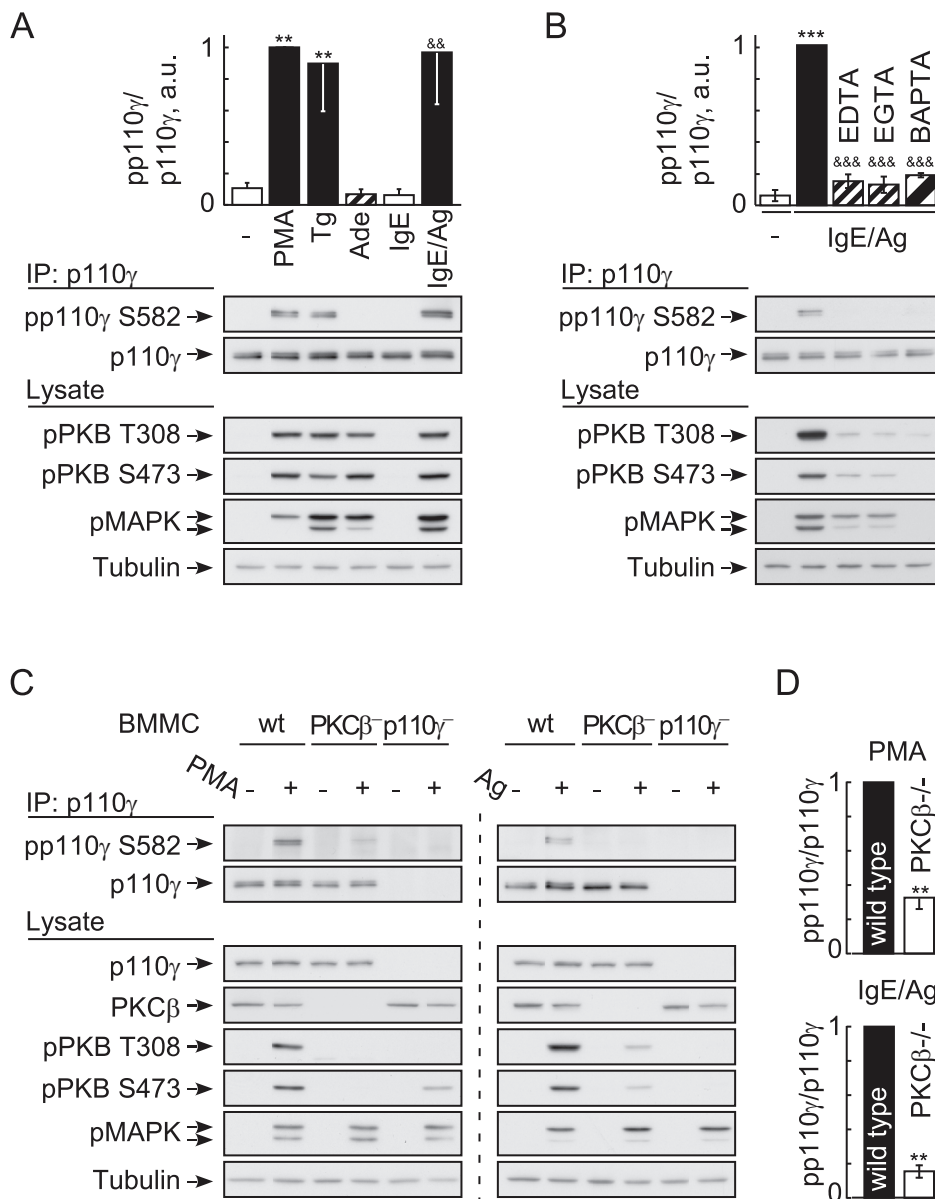 A
pp110γ/
p110γ, a.u.
1
0
** ** &&
- PMA Tg Ade IgE IgE/Ag
IP: p110γ
pp110γ S582
p110γ
Lysate
pPKB T308
pPKB S473
pMAPK
Tubulin
B
pp110γ/
p110γ, a.u.
1
0
*** &&& &&& &&&
EDTA EGTA BAPTA
- IgE/Ag
IP: p110γ
pp110γ S582
p110γ
Lysate
pPKB T308
pPKB S473
pMAPK
Tubulin
C
BMMC wt PKCβ⁻ p110γ⁻ wt PKCβ⁻ p110γ⁻
PMA - + - + - + Ag - + - + - +
IP: p110γ
pp110γ S582
p110γ
Lysate
p110γ
PKCβ
pPKB T308
pPKB S473
pMAPK
Tubulin
D
PMA
pp110γ/p110γ
1
0
wild type
**
PKCβ-/-
IgE/Ag
pp110γ/p110γ
1
0
wild type
**
PKCβ-/-